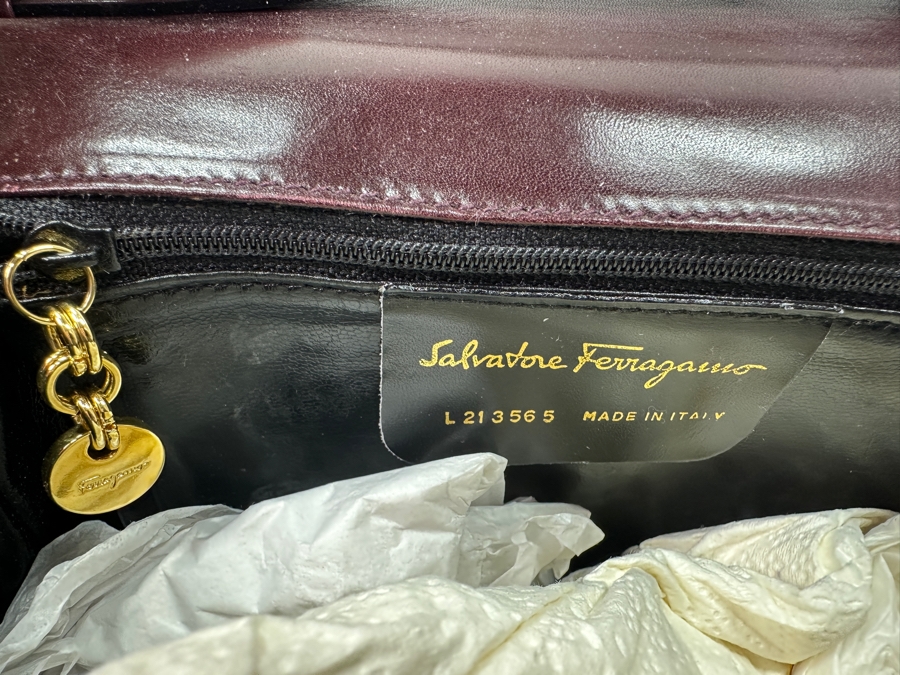 Salvatore Ferragamo
L 213565 MADE IN ITALY
Ferragamo